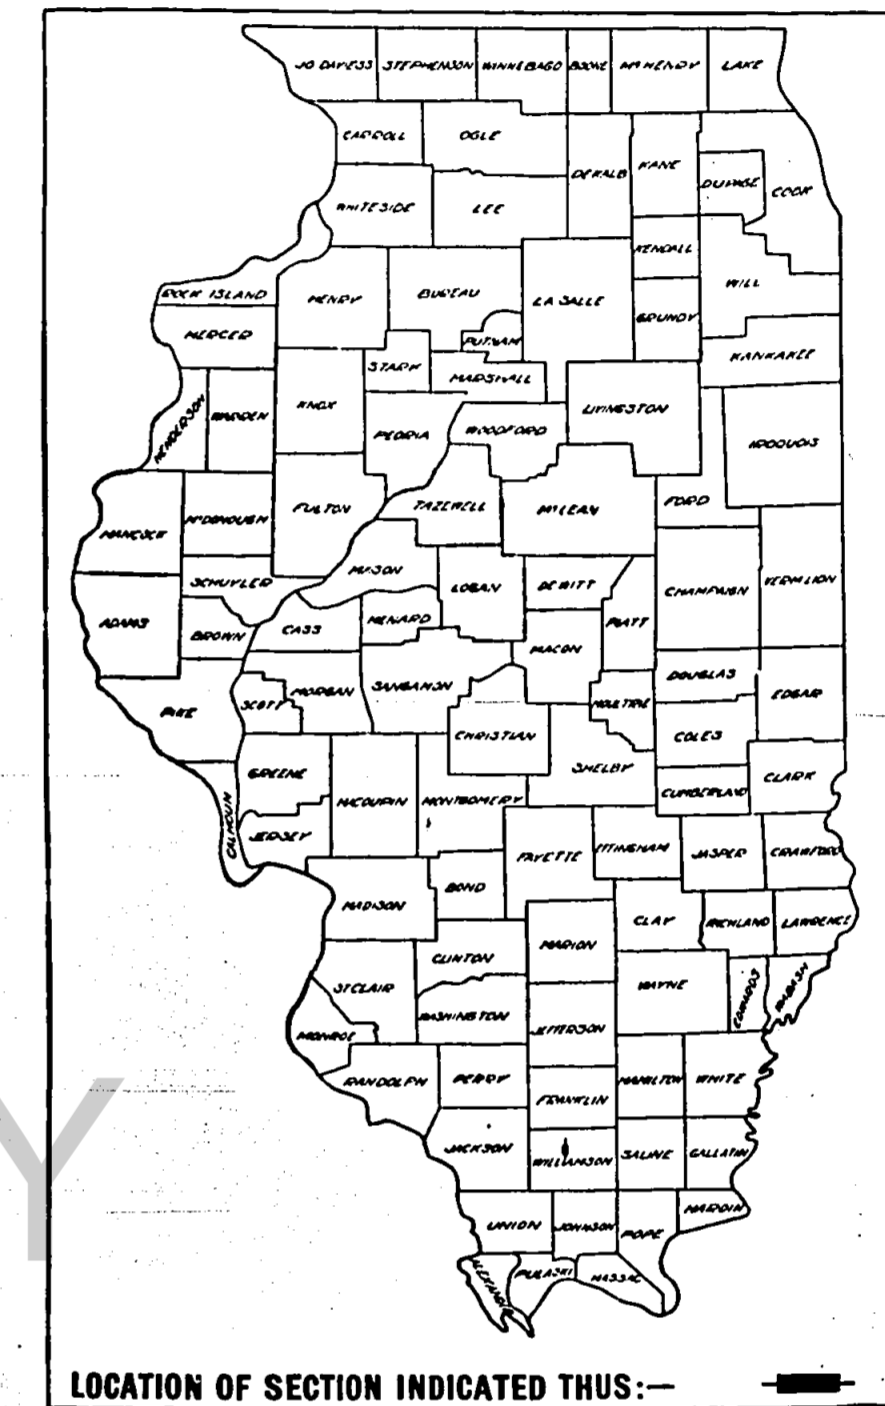 JO DAVIESS STEPHENSON WINNEBAGO BOONE McHENRY LAKE
CARROLL OGLE DEKALB KANE DUPAGE COOK
WHITESIDE LEE KENDALL
ROCK ISLAND HENRY BUREAU LA SALLE GRUNDY WILL
MERCER PUTNAM KANKAKEE
STARK MARSHALL
HENDERSON WARREN KNOX PEORIA WOODFORD LIVINGSTON IROQUOIS
HANCOCK McDONOUGH FULTON TAZEWELL McLEAN FORD
SCHUYLER MASON LOGAN DEWITT CHAMPAIGN VERMILION
ADAMS BROWN CASS MENARD MACON PIATT
PIKE SCOTT MORGAN SANGAMON MOULTRIE DOUGLAS EDGAR
CHRISTIAN COLES
GREENE SHELBY CUMBERLAND CLARK
CALHOUN JERSEY MACOUPIN MONTGOMERY
FAYETTE EFFINGHAM JASPER CRAWFORD
MADISON BOND
CLINTON MARION CLAY RICHLAND LAWRENCE
ST CLAIR WAYNE EDWARDS WABASH
MONROE WASHINGTON JEFFERSON
RANDOLPH PERRY FRANKLIN HAMILTON WHITE
JACKSON WILLIAMSON SALINE GALLATIN
UNION JOHNSON POPE HARDIN
ALEXANDER PULASKI MASSAC
Y
LOCATION OF SECTION INDICATED THUS:—